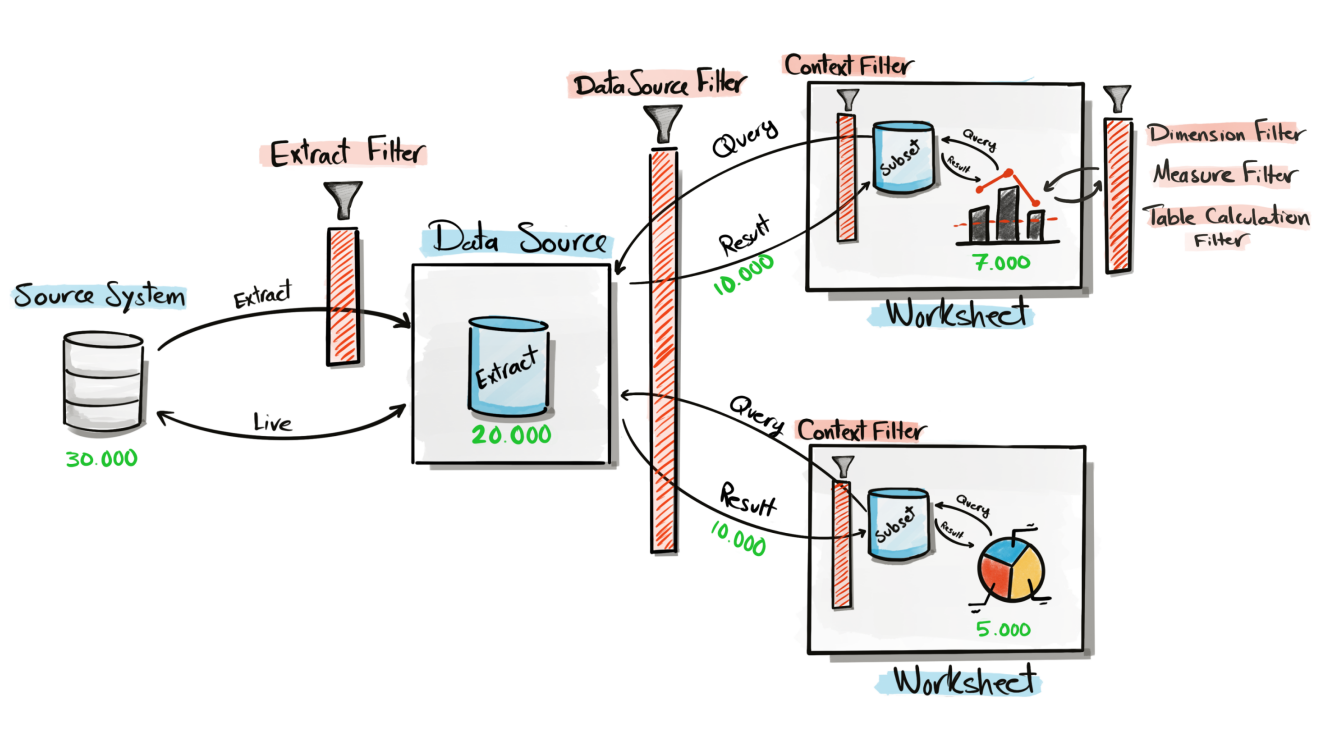 Source System
30.000
Extract
Live
Extract Filter
Data Source
Extract
20.000
Data Source Filter
Query
Result
10.000
Query
Result
10.000
Context Filter
Subset
Query
Result
7.000
Worksheet
Dimension Filter
Measure Filter
Table Calculation
Filter
Context Filter
Subset
Query
Result
5.000
Worksheet